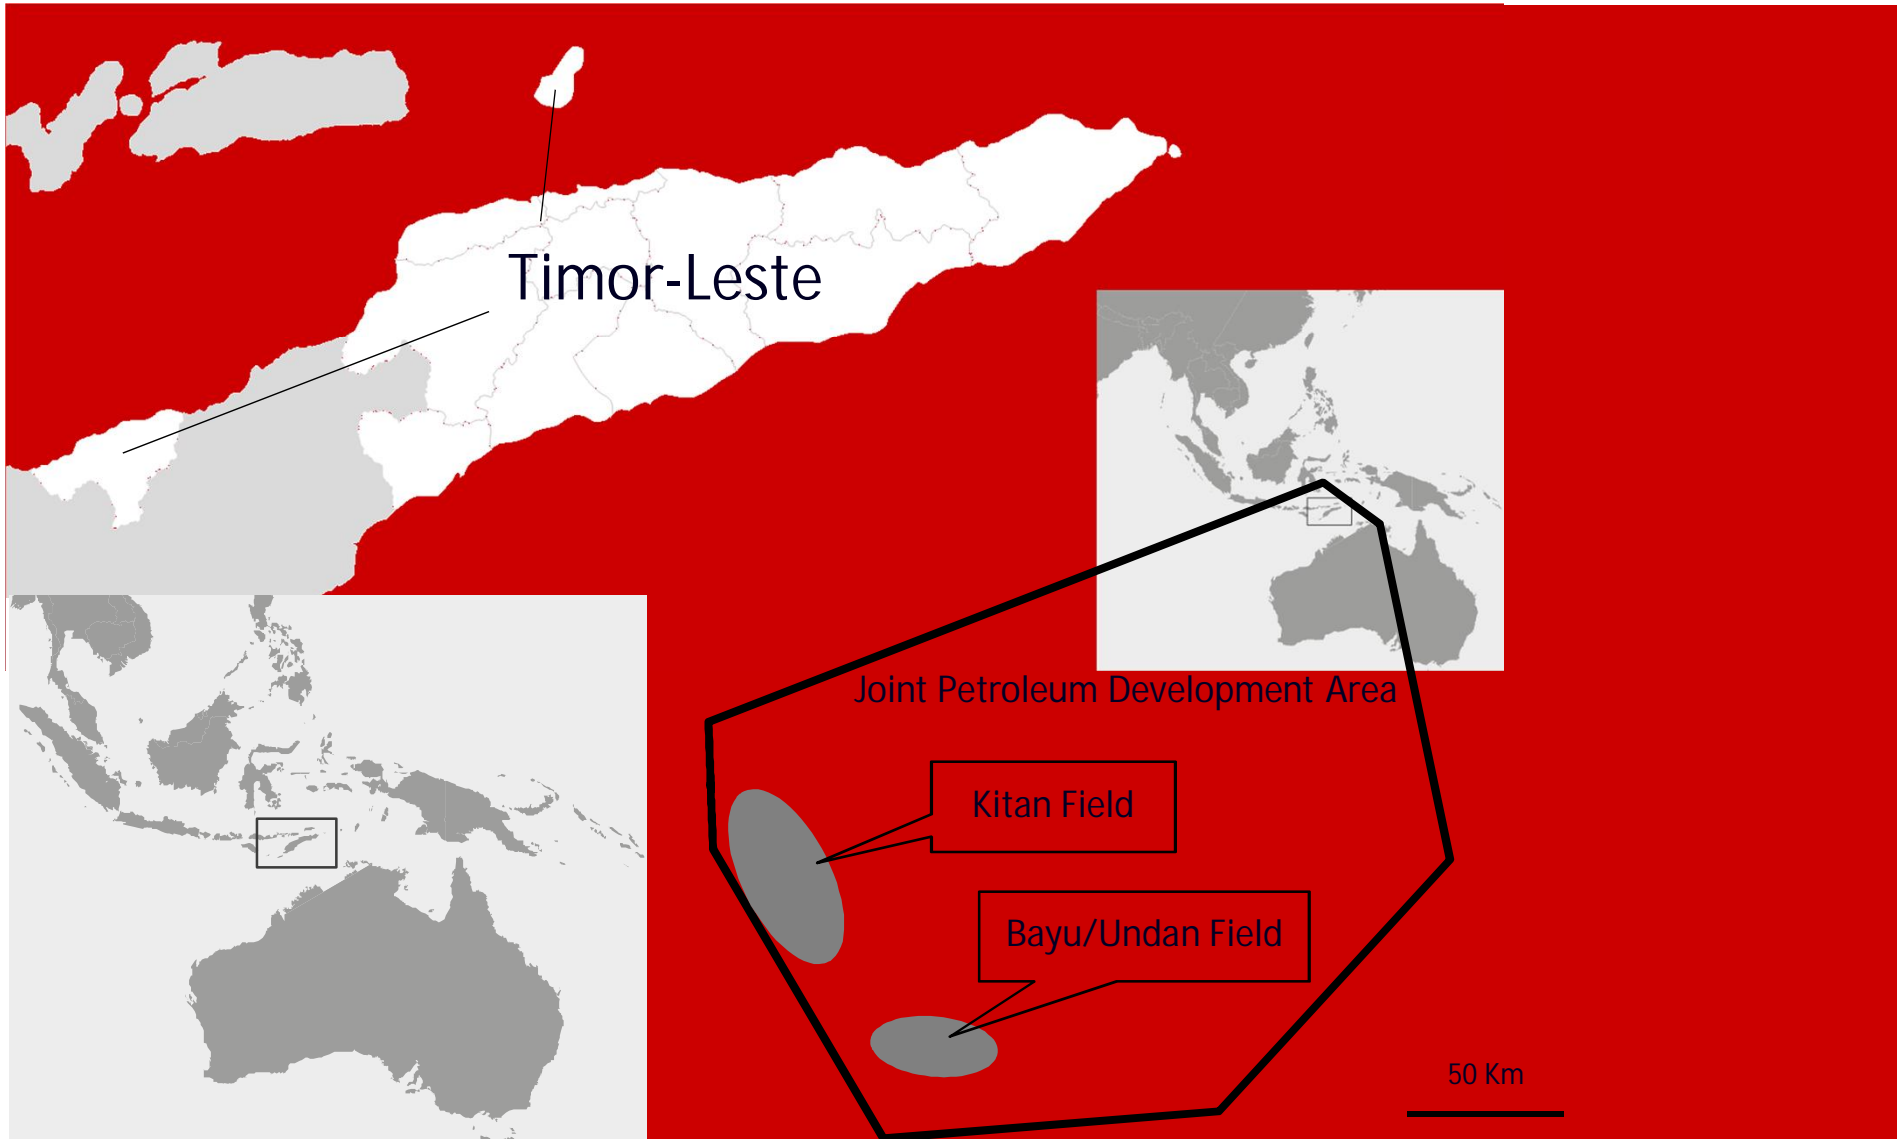 Timor-Leste
Joint Petroleum Development Area
Kitan Field
Bayu/Undan Field
50 Km